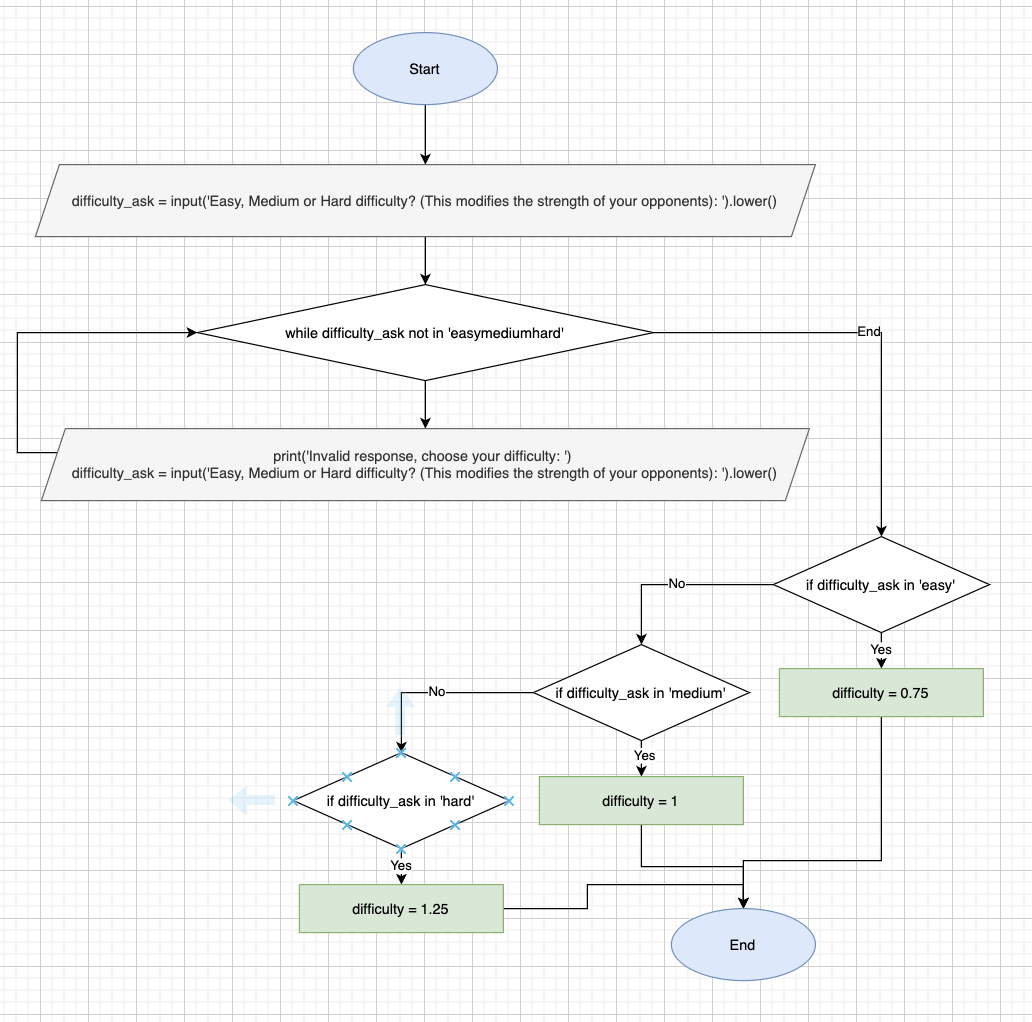 Start
difficulty_ask = input('Easy, Medium or Hard difficulty? (This modifies the strength of your opponents): ').lower()
while difficulty_ask not in 'easymediumhard'
End
print('Invalid response, choose your difficulty: ')
difficulty_ask = input('Easy, Medium or Hard difficulty? (This modifies the strength of your opponents): ').lower()
if difficulty_ask in 'easy'
No
Yes
difficulty = 0.75
if difficulty_ask in 'medium'
No
Yes
difficulty = 1
if difficulty_ask in 'hard'
Yes
difficulty = 1.25
End